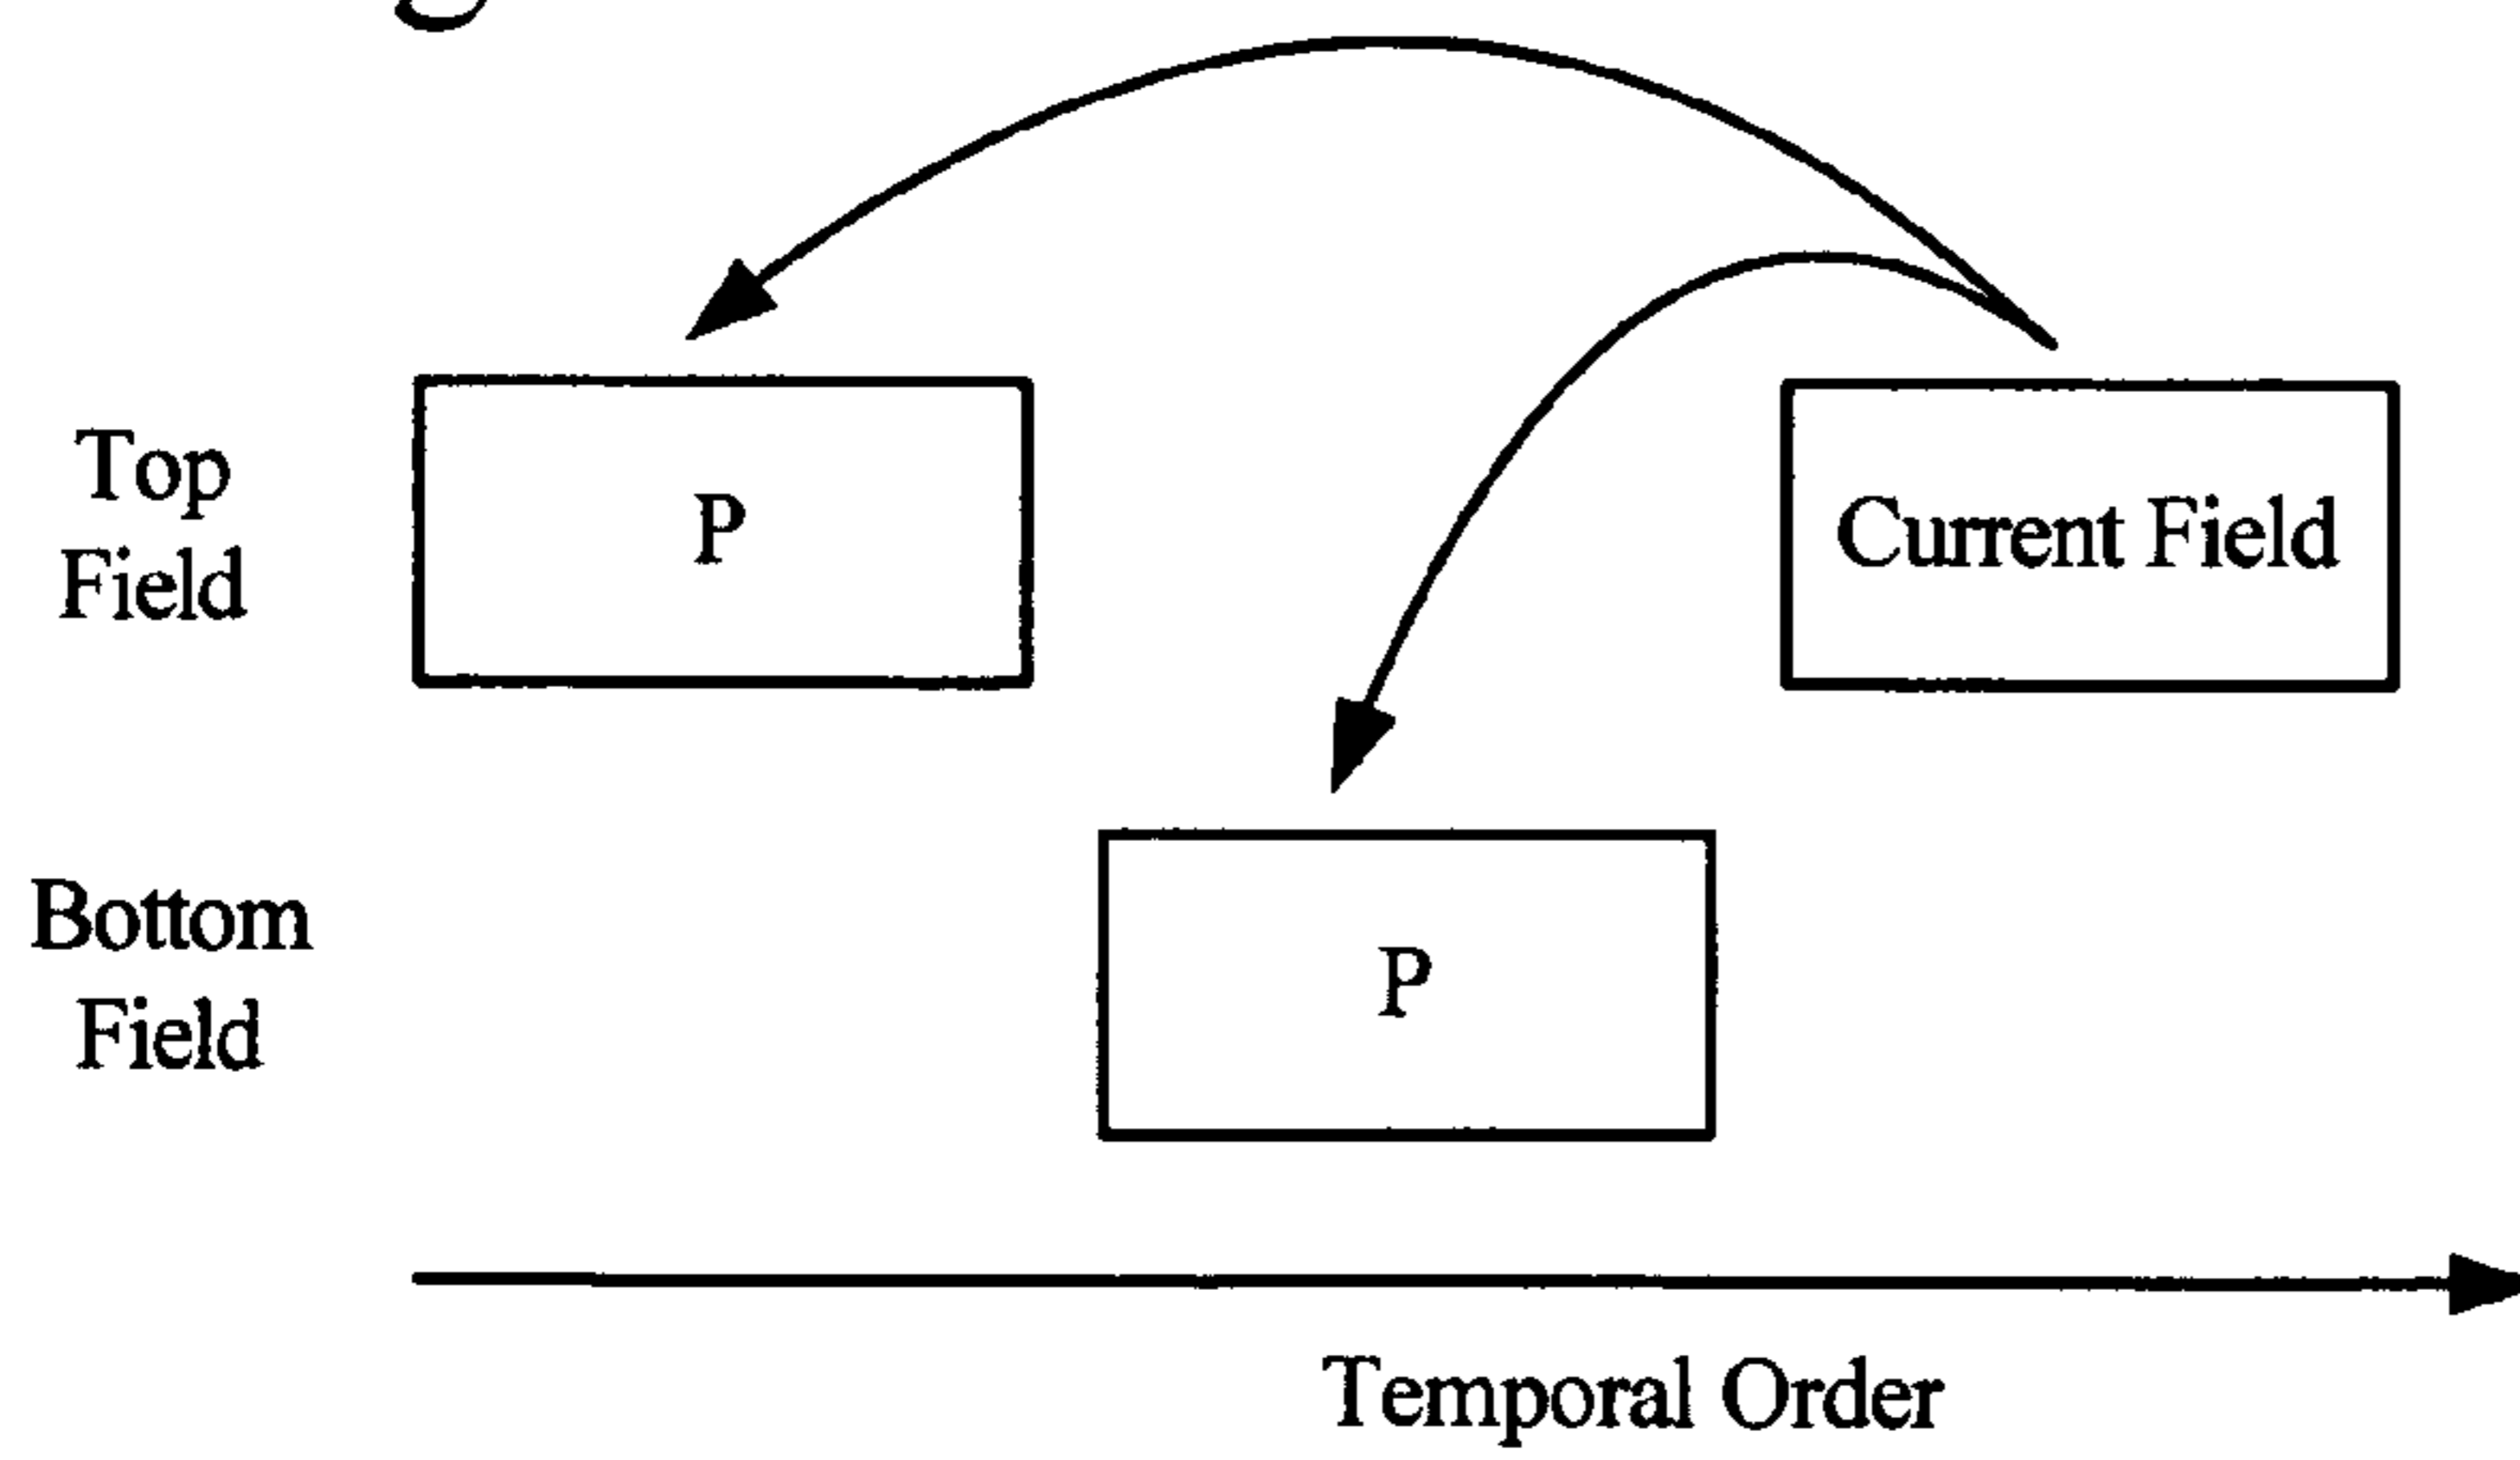 Top
Field
P
Current Field
Bottom
Field
P
Temporal Order